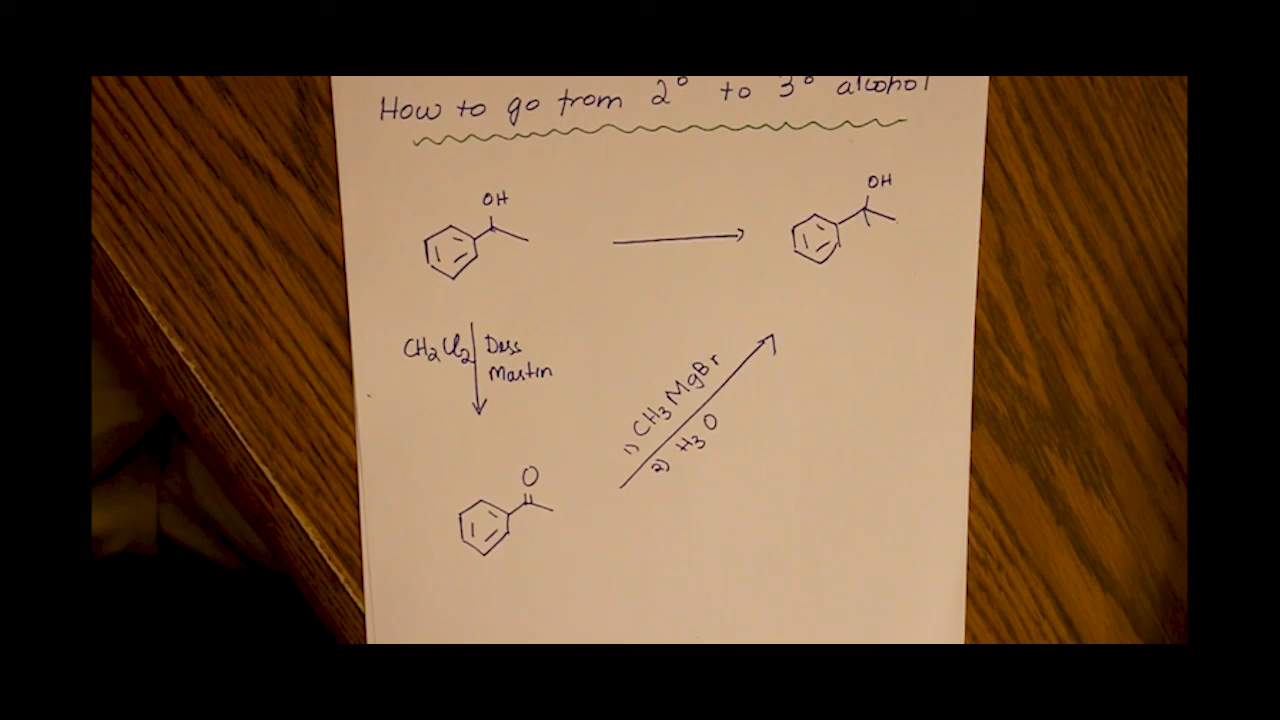 How to go from 2° to 3° alcohol
OH
OH
CH2Cl2 Dess
Martin
1) CH3MgBr
2) H3O
O